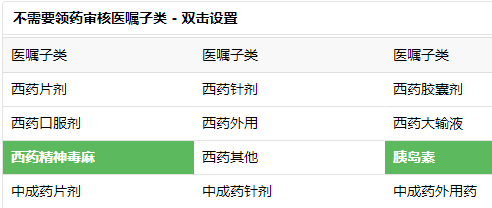 不需要领药审核医嘱子类 - 双击设置
医嘱子类 医嘱子类 医嘱子类
西药片剂 西药针剂 西药胶囊剂
西药口服剂 西药外用 西药大输液
西药精神毒麻 西药其他 胰岛素
中成药片剂 中成药针剂 中成药外用药